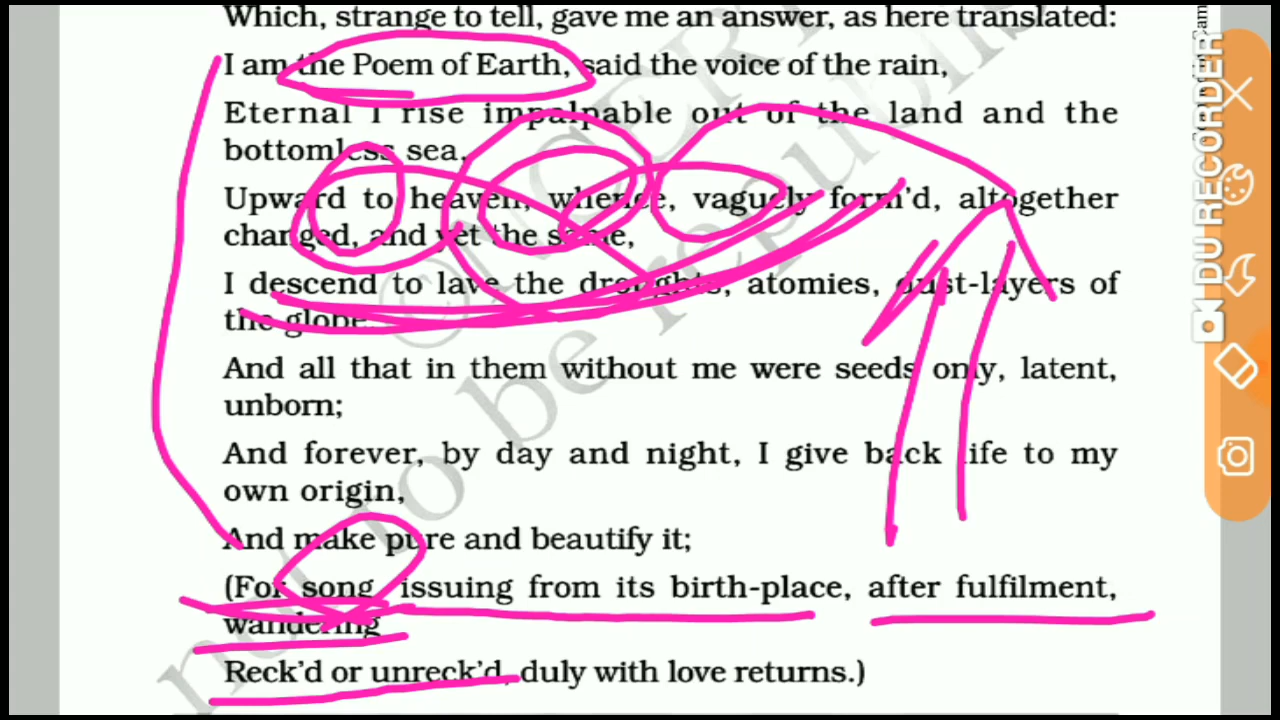 Which, strange to tell, gave me an answer, as here translated:
I am the Poem of Earth, said the voice of the rain,
Eternal I rise impalpable out of the land and the
bottomless sea,
Upward to heaven, whence, vaguely form'd, altogether
changed, and yet the same,
I descend to lave the droughts, atomies, dust-layers of
the globe,
And all that in them without me were seeds only, latent,
unborn;
And forever, by day and night, I give back life to my
own origin,
And make pure and beautify it;
(For song, issuing from its birth-place, after fulfilment,
wandering
Reck'd or unreck'd, duly with love returns.)
© NCERT
not to be republished
DU RECORDER